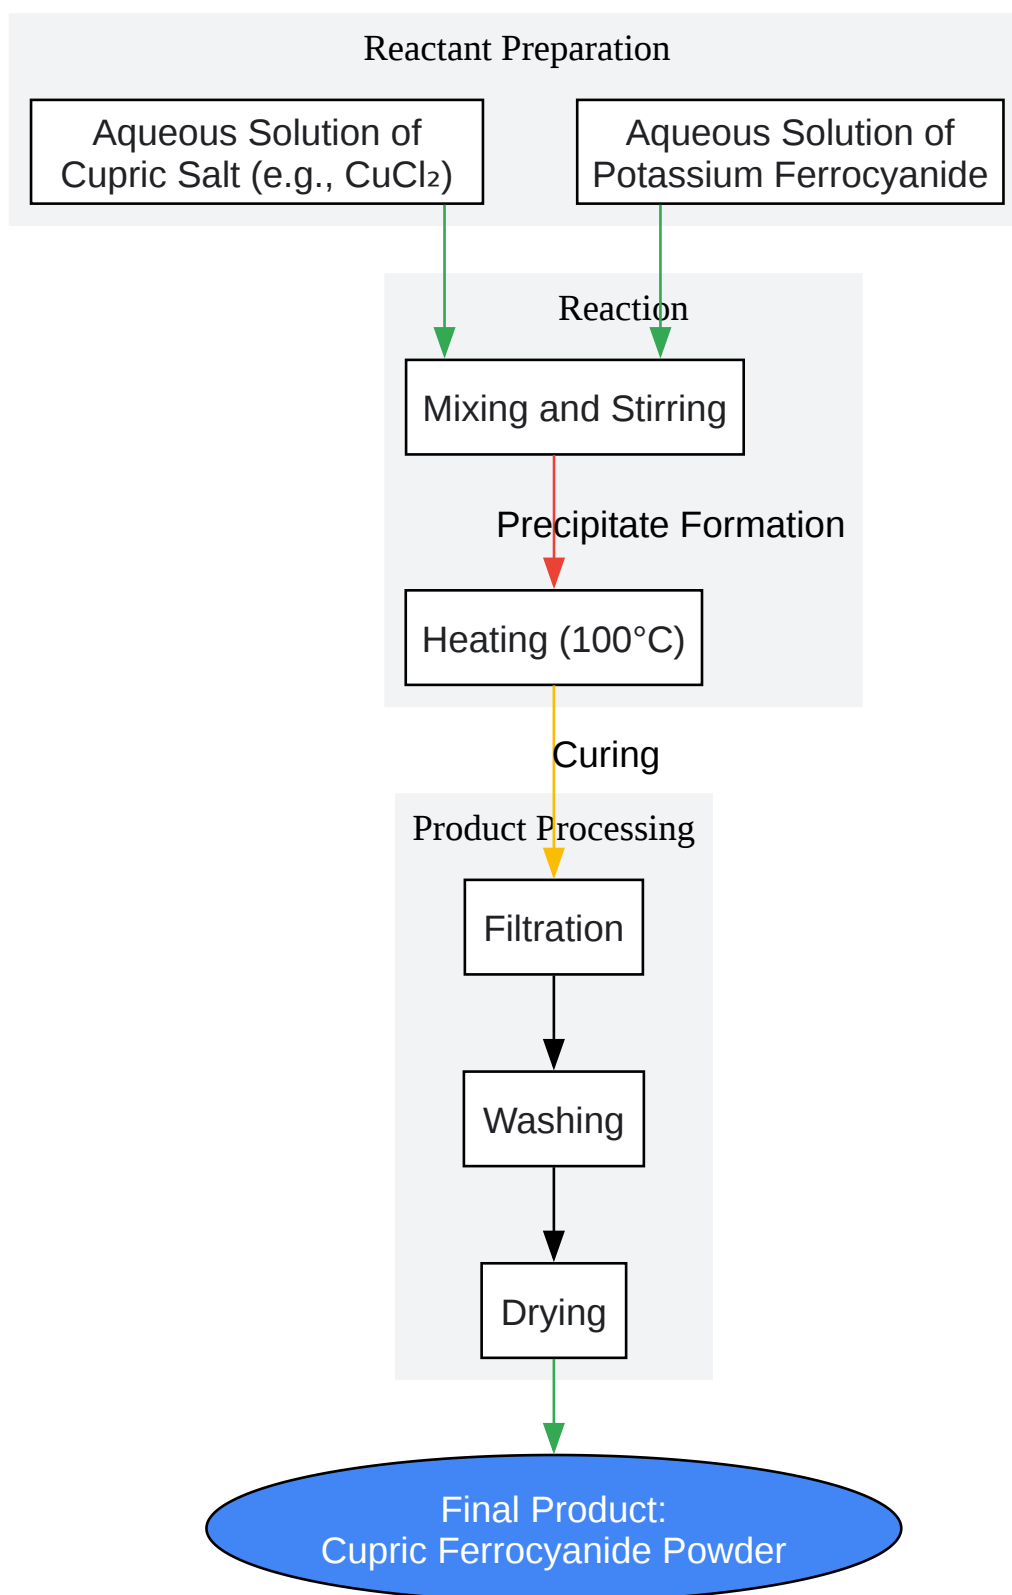 Reactant Preparation
Aqueous Solution of
Cupric Salt (e.g., CuCl₂)
Aqueous Solution of
Potassium Ferrocyanide
Reaction
Mixing and Stirring
Precipitate Formation
Heating (100°C)
Curing
Product Processing
Filtration
Washing
Drying
Final Product:
Cupric Ferrocyanide Powder